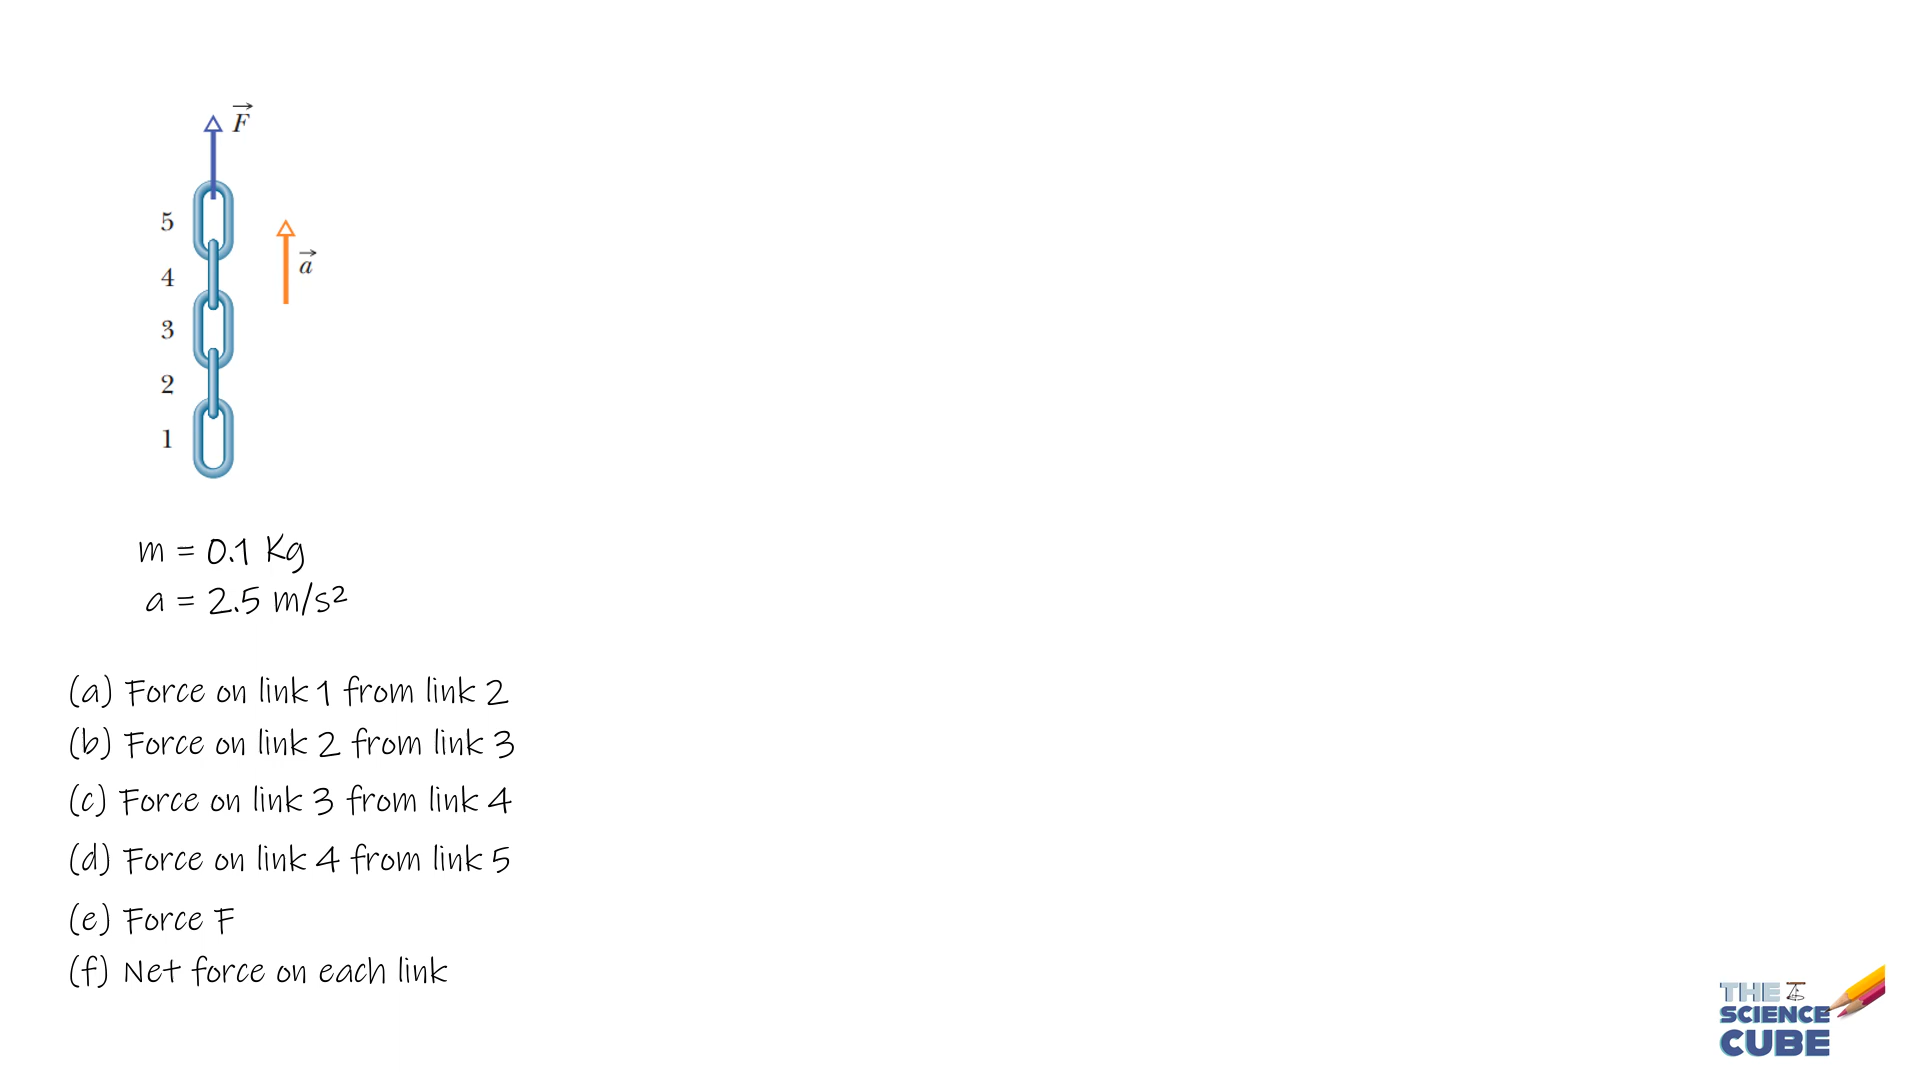 F
5
a
4
3
2
1
m = 0.1 Kg
a = 2.5 m/s²
(a) Force on link 1 from link 2
(b) Force on link 2 from link 3
(c) Force on link 3 from link 4
(d) Force on link 4 from link 5
(e) Force F
(f) Net force on each link
THE
SCIENCE
CUBE